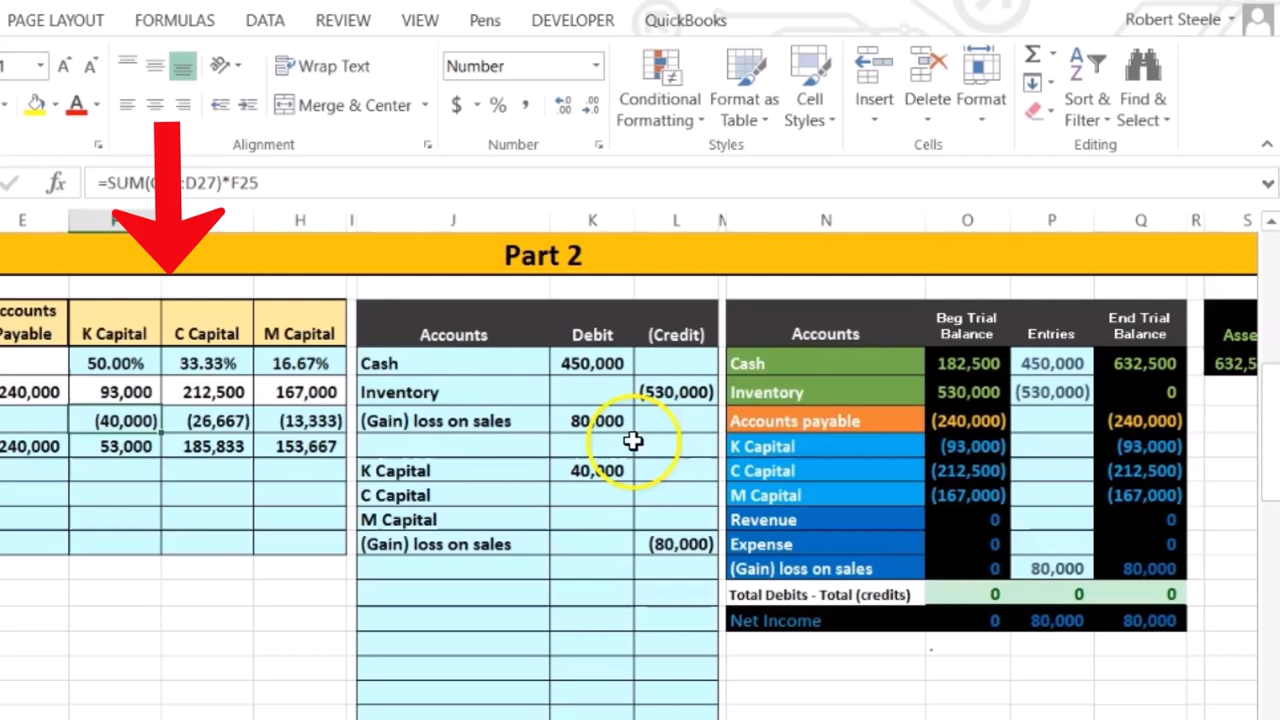 PAGE LAYOUT FORMULAS DATA REVIEW VIEW Pens DEVELOPER QuickBooks Robert Steele
Wrap Text Number Conditional Formatting Format as Table Cell Styles Insert Delete Format Sort & Filter Find & Select
Merge & Center $ %
Alignment Number Styles Cells Editing
fx =SUM( :D27)*F25
E H I J K L M N O P Q R S
Part 2
K Capital C Capital M Capital Accounts Debit (Credit) Accounts Beg Trial Balance Entries End Trial Balance
50.00% 33.33% 16.67% Cash 450,000 Cash 182,500 450,000 632,500
240,000 93,000 212,500 167,000 Inventory (530,000) Inventory 530,000 (530,000) 0
(40,000) (26,667) (13,333) (Gain) loss on sales 80,000 Accounts payable (240,000) (240,000)
240,000 53,000 185,833 153,667 K Capital (93,000) (93,000)
K Capital 40,000 C Capital (212,500) (212,500)
C Capital M Capital (167,000) (167,000)
M Capital Revenue 0 0
(Gain) loss on sales (80,000) Expense 0 0
(Gain) loss on sales 0 80,000 80,000
Total Debits - Total (credits) 0 0 0
Net Income 0 80,000 80,000